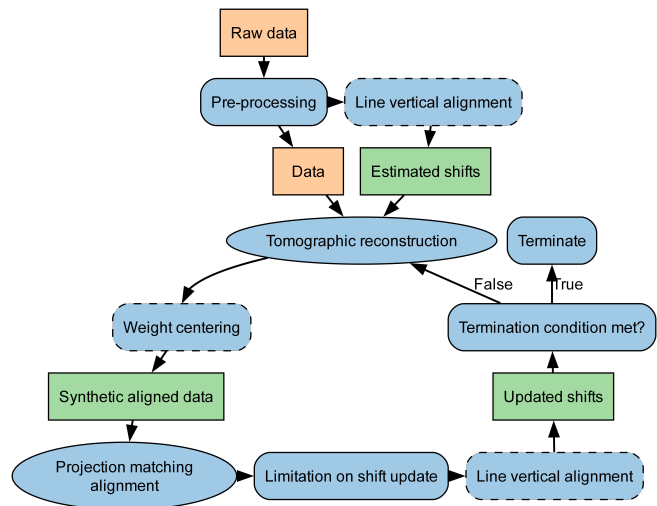 Raw data
Pre-processing
Line vertical alignment
Data
Estimated shifts
Tomographic reconstruction
Terminate
False
True
Weight centering
Termination condition met?
Synthetic aligned data
Updated shifts
Projection matching
alignment
Limitation on shift update
Line vertical alignment